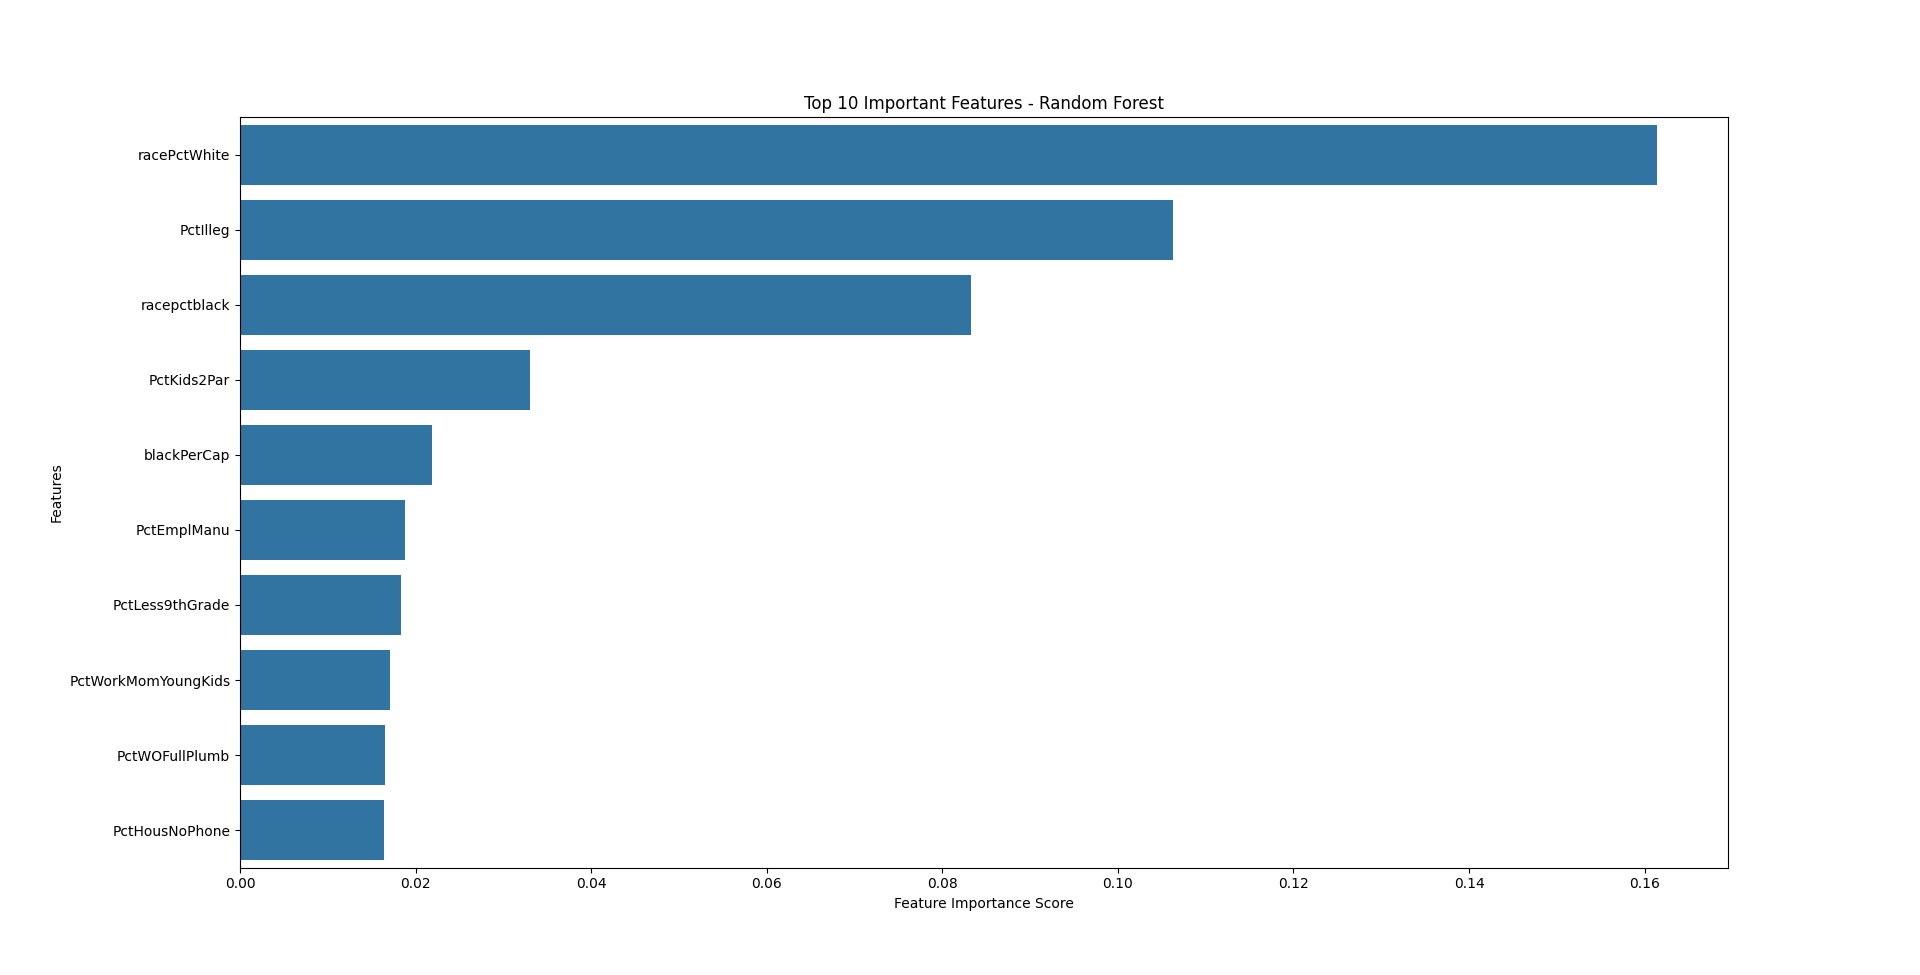 Top 10 Important Features - Random Forest
racePctWhite
PctIlleg
racepctblack
PctKids2Par
blackPerCap
PctEmplManu
PctLess9thGrade
PctWorkMomYoungKids
PctWOFullPlumb
PctHousNoPhone
Features
0.00 0.02 0.04 0.06 0.08 0.10 0.12 0.14 0.16
Feature Importance Score